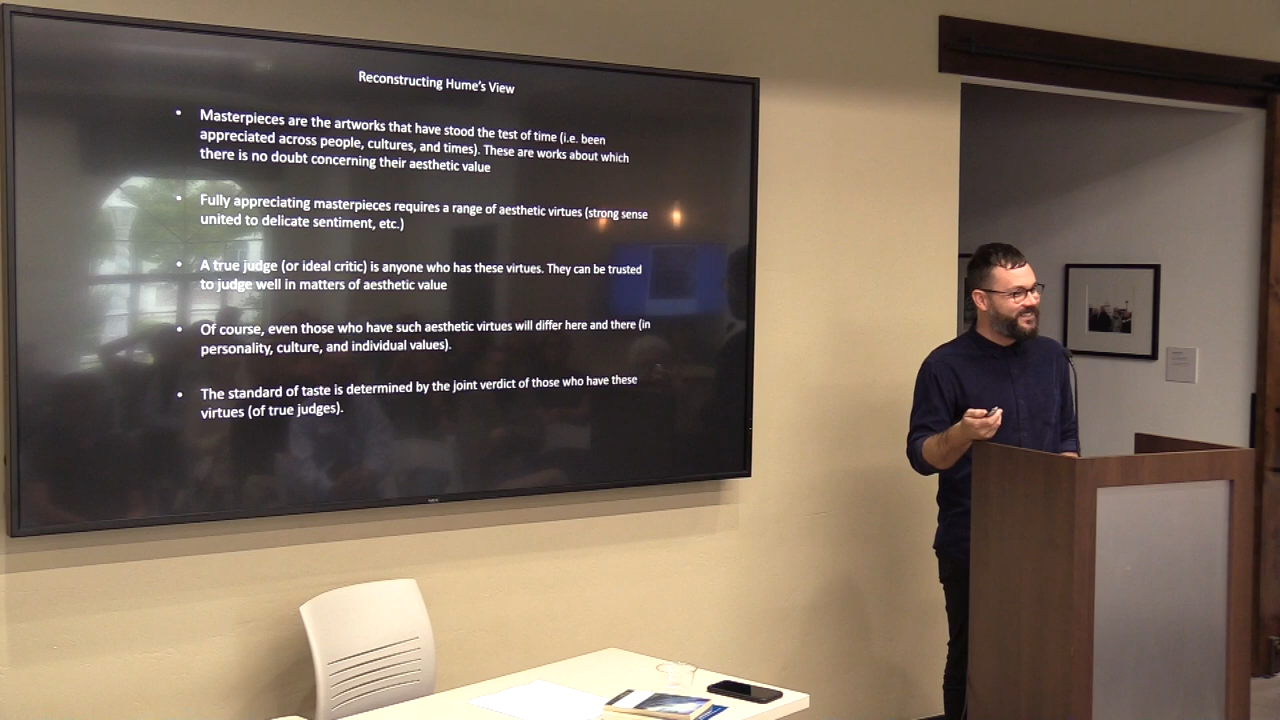 Reconstructing Hume's View
• Masterpieces are the artworks that have stood the test of time (i.e. been
appreciated across people, cultures, and times). These are works about which
there is no doubt concerning their aesthetic value
• Fully appreciating masterpieces requires a range of aesthetic virtues (strong sense
united to delicate sentiment, etc.)
• A true judge (or ideal critic) is anyone who has these virtues. They can be trusted
to judge well in matters of aesthetic value
• Of course, even those who have such aesthetic virtues will differ here and there (in
personality, culture, and individual values).
• The standard of taste is determined by the joint verdict of those who have these
virtues (of true judges).